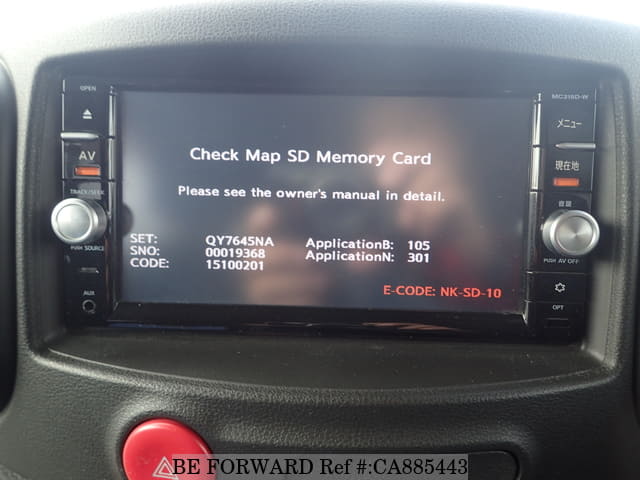 OPEN
MC315D-W
AV
TRACK/SEEK
PUSH SOURCE
AUX
メニュー
現在地
音量
PUSH AV OFF
OPT
Check Map SD Memory Card
Please see the owner's manual in detail.
SET: QY7645NA ApplicationB: 105
SNO: 00019368 ApplicationN: 301
CODE: 15100201
E-CODE: NK-SD-10
BE FORWARD Ref #:CA885443